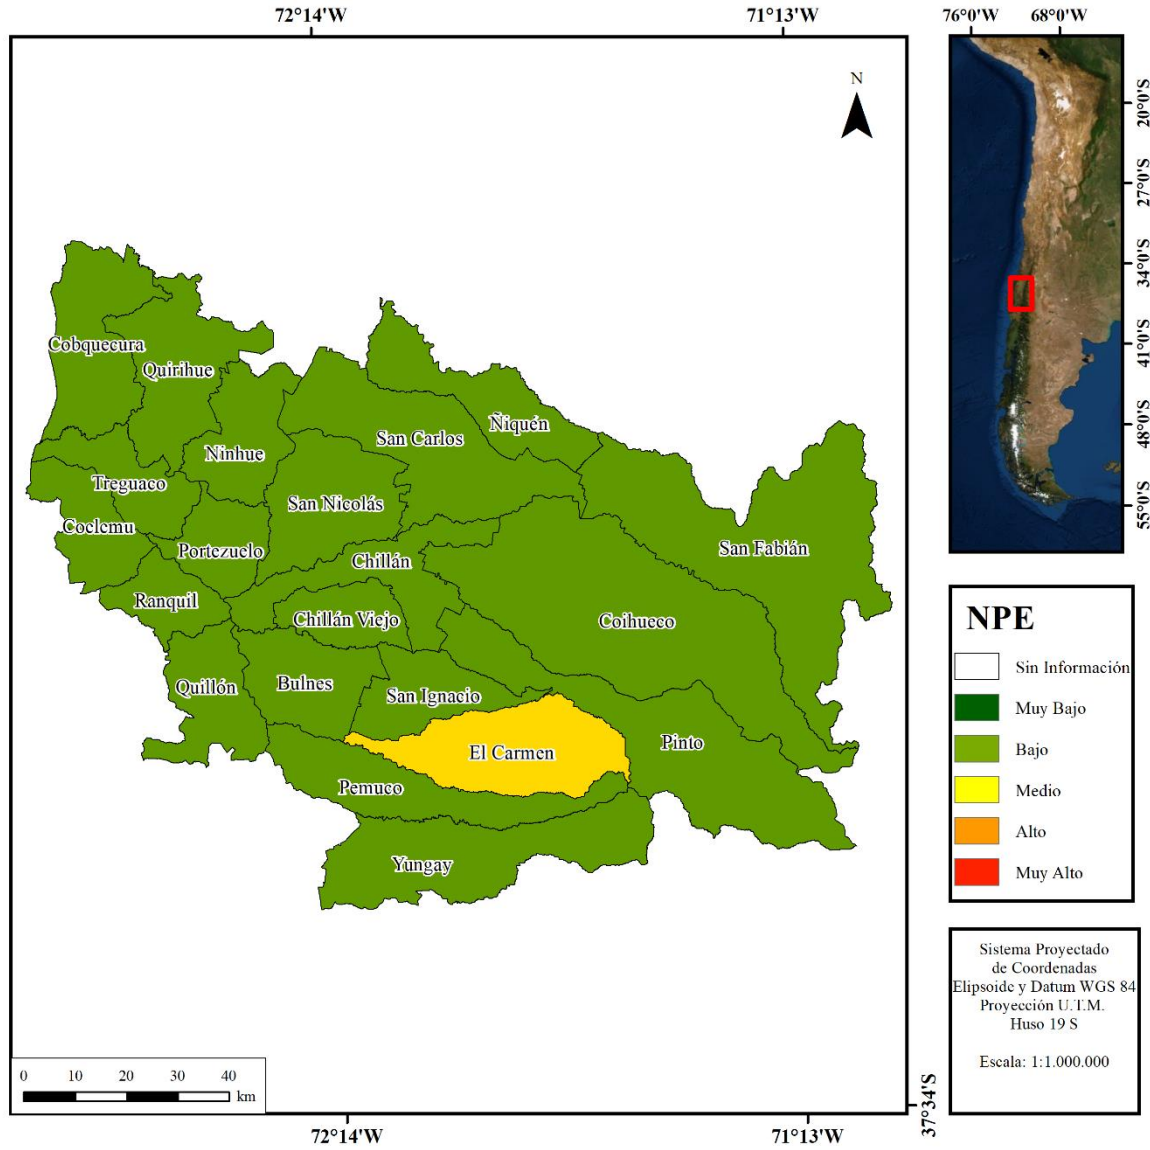 72°14'W
71°13'W
76°0'W
68°0'W
N
20°0'S
27°0'S
34°0'S
41°0'S
48°0'S
55°0'S
Cobquecura
Quirihue
Ñiquén
San Carlos
Ninhue
Treguaco
San Nicolás
Coelemu
Portezuelo
San Fabián
Chillán
Ranquil
Chillán Viejo
Coihueco
Quillón
Bulnes
San Ignacio
Pinto
El Carmen
Pemuco
Yungay
NPE
Sin Información
Muy Bajo
Bajo
Medio
Alto
Muy Alto
Sistema Proyectado
de Coordenadas
Elipsoide y Datum WGS 84
Proyección U.T.M.
Huso 19 S
Escala: 1:1.000.000
0 10 20 30 40
km
37°34'S
72°14'W
71°13'W